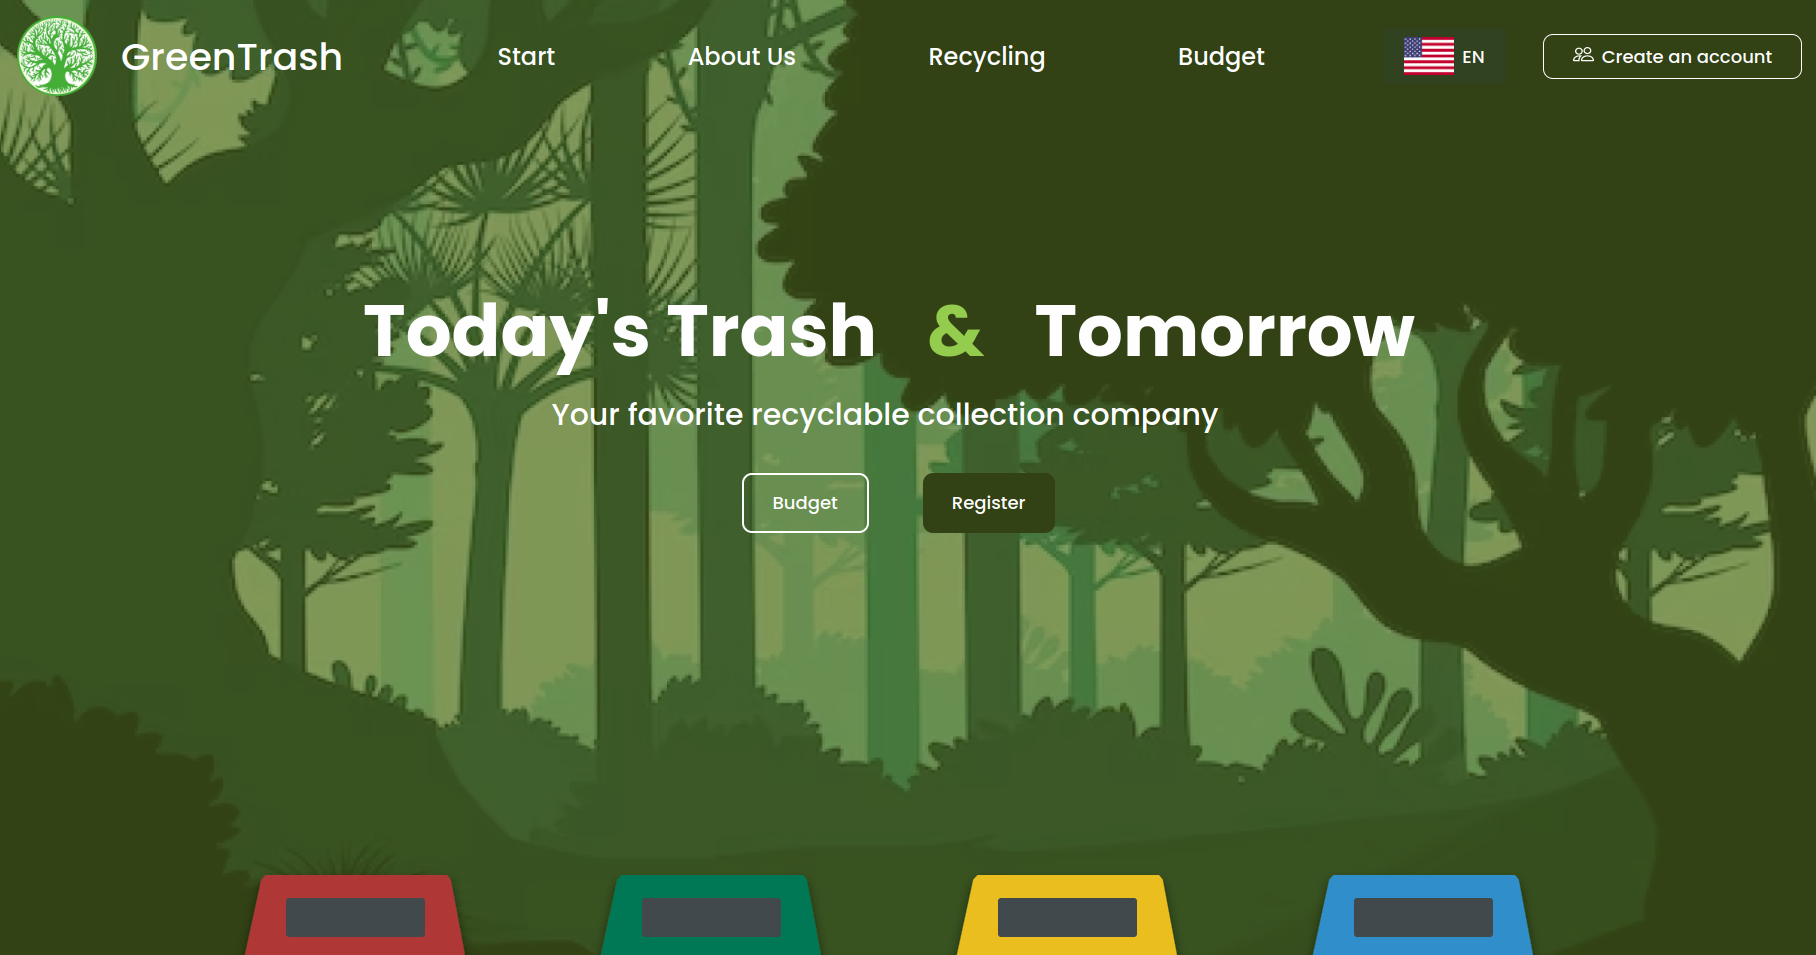 GreenTrash
Start
About Us
Recycling
Budget
EN
Create an account
Today's Trash & Tomorrow
Your favorite recyclable collection company
Budget
Register